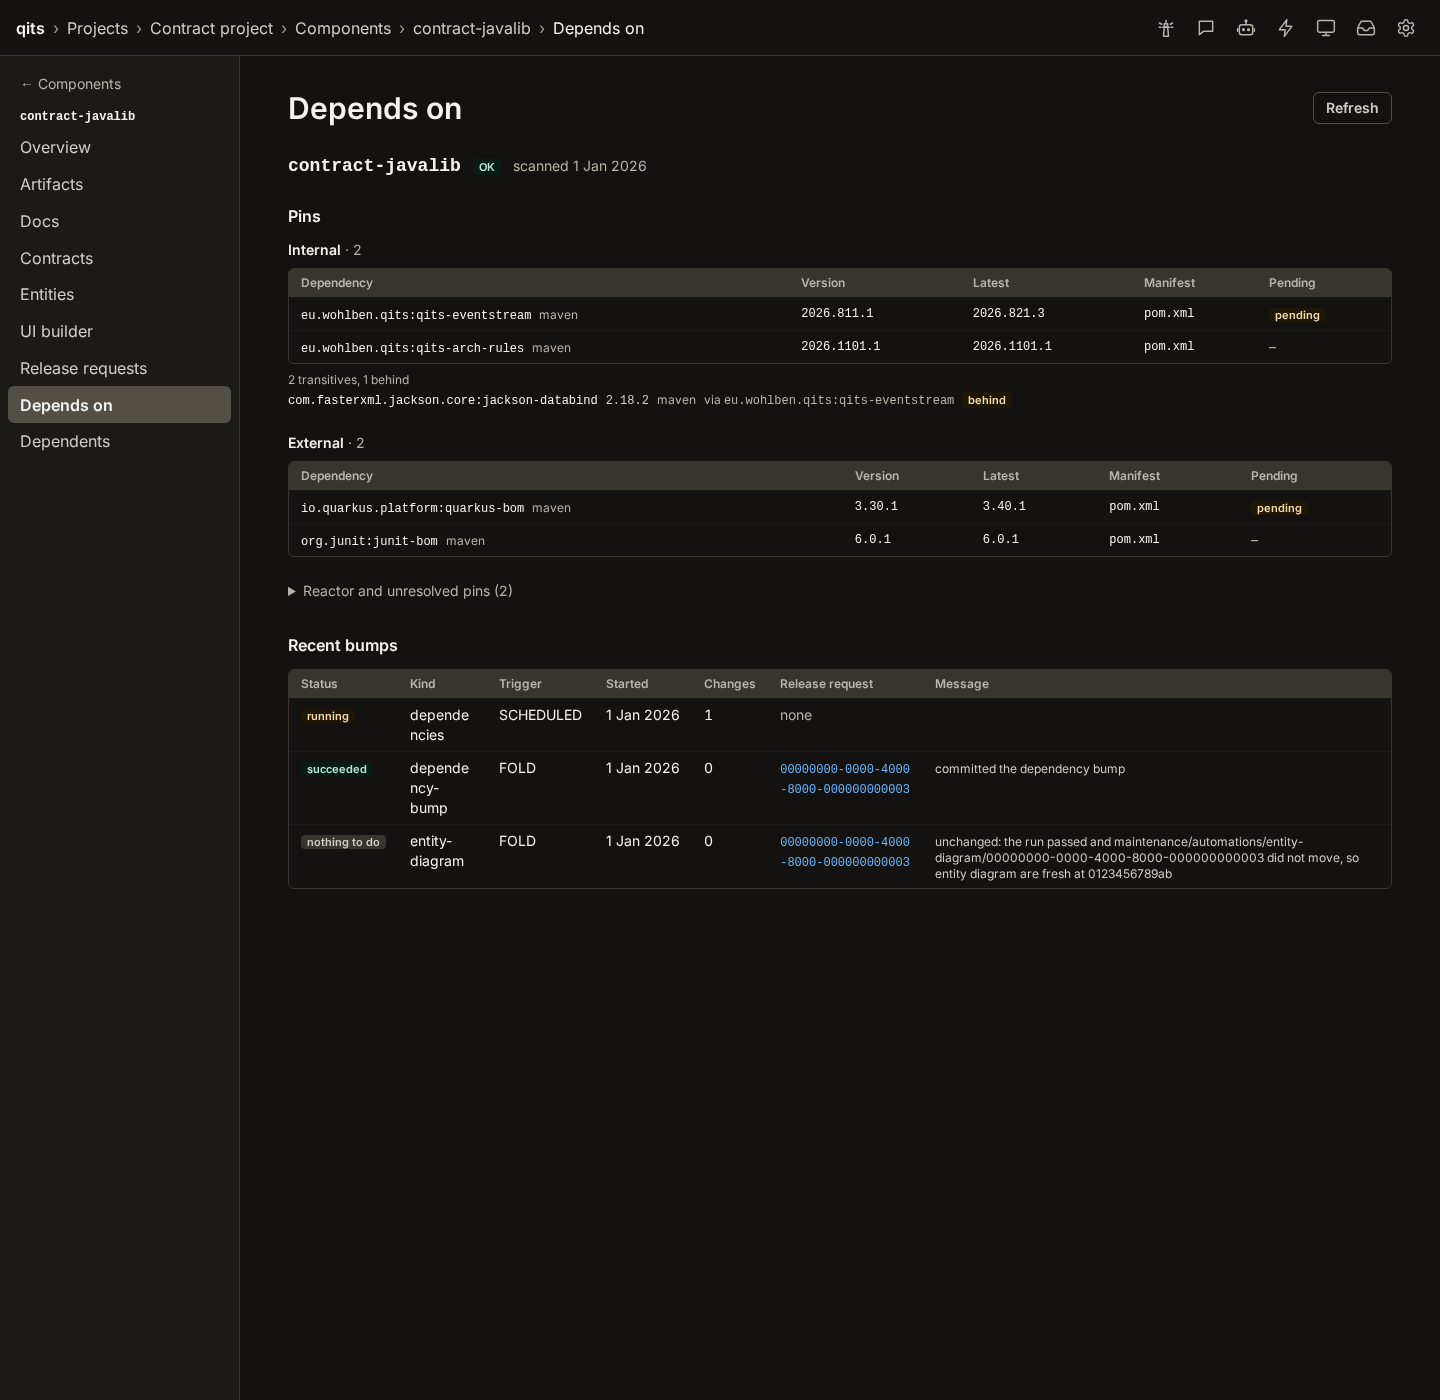 qits › Projects › Contract project › Components › contract-javalib › Depends on
← Components
contract-javalib
Overview
Artifacts
Docs
Contracts
Entities
UI builder
Release requests
Depends on
Dependents
Depends on
Refresh
contract-javalib OK scanned 1 Jan 2026
Pins
Internal · 2
Dependency Version Latest Manifest Pending
eu.wohlben.qits:qits-eventstream maven 2026.811.1 2026.821.3 pom.xml pending
eu.wohlben.qits:qits-arch-rules maven 2026.1101.1 2026.1101.1 pom.xml –
2 transitives, 1 behind
com.fasterxml.jackson.core:jackson-databind 2.18.2 maven via eu.wohlben.qits:qits-eventstream behind
External · 2
Dependency Version Latest Manifest Pending
io.quarkus.platform:quarkus-bom maven 3.30.1 3.40.1 pom.xml pending
org.junit:junit-bom maven 6.0.1 6.0.1 pom.xml –
▶ Reactor and unresolved pins (2)
Recent bumps
Status Kind Trigger Started Changes Release request Message
running depende SCHEDULED 1 Jan 2026 1 none
ncies
succeeded depende FOLD 1 Jan 2026 0 00000000-0000-4000 committed the dependency bump
ncy- -8000-000000000003
bump
nothing to do entity- FOLD 1 Jan 2026 0 00000000-0000-4000 unchanged: the run passed and maintenance/automations/entity-
diagram -8000-000000000003 diagram/00000000-0000-4000-8000-000000000003 did not move, so
entity diagram are fresh at 0123456789ab